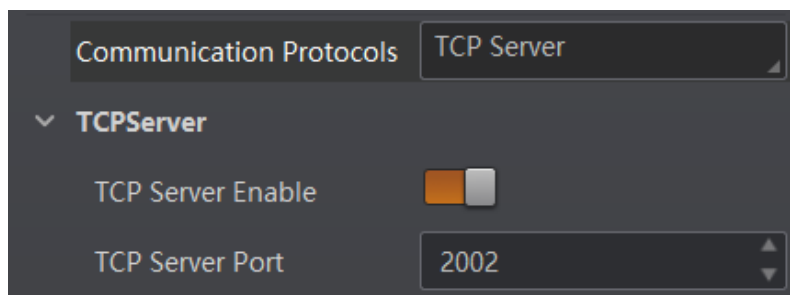 Communication Protocols TCP Server
TCPServer
TCP Server Enable
TCP Server Port 2002